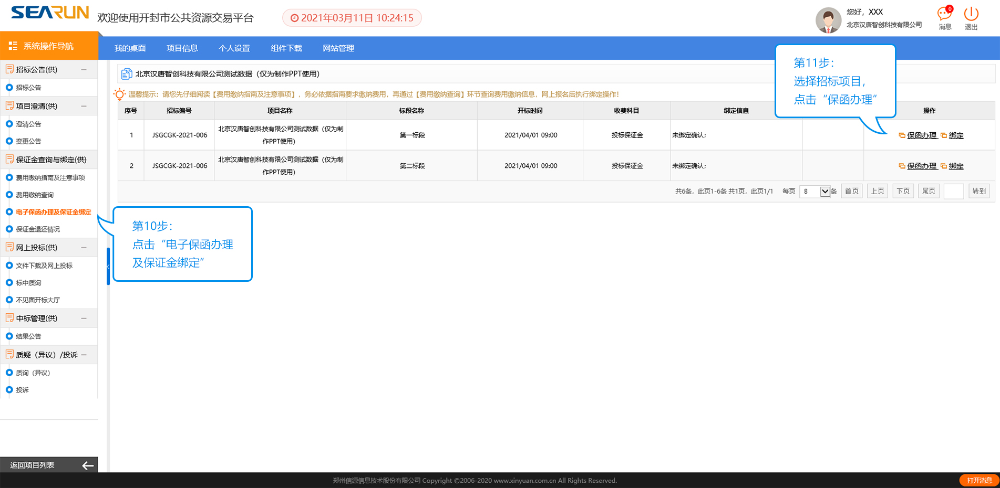 SEARUN
欢迎使用开封市公共资源交易平台
2021年03月11日 10:24:15
您好，XXX
北京汉唐智创科技有限公司
0
消息
退出
系统操作导航
我的桌面 项目信息 个人设置 组件下载 网站管理
招标公告(供)
招标公告
项目澄清(供)
澄清公告
变更公告
保证金查询与绑定(供)
费用缴纳指南及注意事项
费用缴纳查询
电子保函办理及保证金绑定
保证金退还情况
网上投标(供)
文件下载及网上投标
标中质询
不见面开标大厅
中标管理(供)
结果公告
质疑（异议）/投诉
质询（异议）
投诉
返回项目列表
北京汉唐智创科技有限公司测试数据（仅为制作PPT使用）
温馨提示：请您先仔细阅读【费用缴纳指南及注意事项】，务必依据指南要求缴纳费用，再通过【费用缴纳查询】环节查询费用缴纳信息，网上报名后执行绑定操作！
序号 招标编号 项目名称 标段名称 开标时间 收费科目 绑定信息 操作
1 JSGCGK-2021-006 北京汉唐智创科技有限公司测试数据（仅为制
作PPT使用） 第一标段 2021/04/01 09:00 投标保证金 未绑定确认； 保函办理 绑定
2 JSGCGK-2021-006 北京汉唐智创科技有限公司测试数据（仅为制
作PPT使用） 第二标段 2021/04/01 09:00 投标保证金 未绑定确认； 保函办理 绑定
共6条，此页1-6条 共1页，此页1/1 每页 8 条 首页 上页 下页 尾页 转到
第11步：
选择招标项目，
点击“保函办理”
第10步：
点击“电子保函办理
及保证金绑定”
郑州信源信息技术股份有限公司 Copyright ©2006-2020 www.xinyuan.com.cn All Rights Reserved.
打开消息